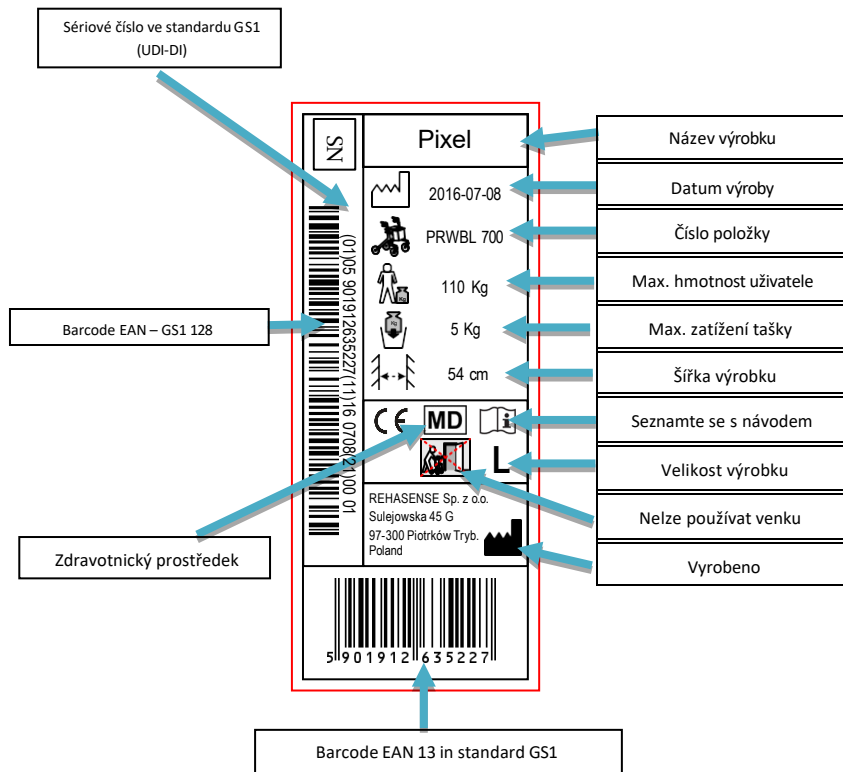 Sériové číslo ve standardu GS1
(UDI-DI)
SN
Pixel
Název výrobku
2016-07-08
Datum výroby
PRWBL 700
Číslo položky
Kg
110 Kg
Max. hmotnost uživatele
(01)05 901912635227(11)16 0708(21)00 01
Barcode EAN – GS1 128
Kg
5 Kg
Max. zatížení tašky
54 cm
Šířka výrobku
CE
MD
i
Seznamte se s návodem
L
Velikost výrobku
REHASENSE Sp. z o.o.
Sulejowska 45 G
97-300 Piotrków Tryb.
Poland
Nelze používat venku
Zdravotnický prostředek
Vyrobeno
5 901912 635227
Barcode EAN 13 in standard GS1